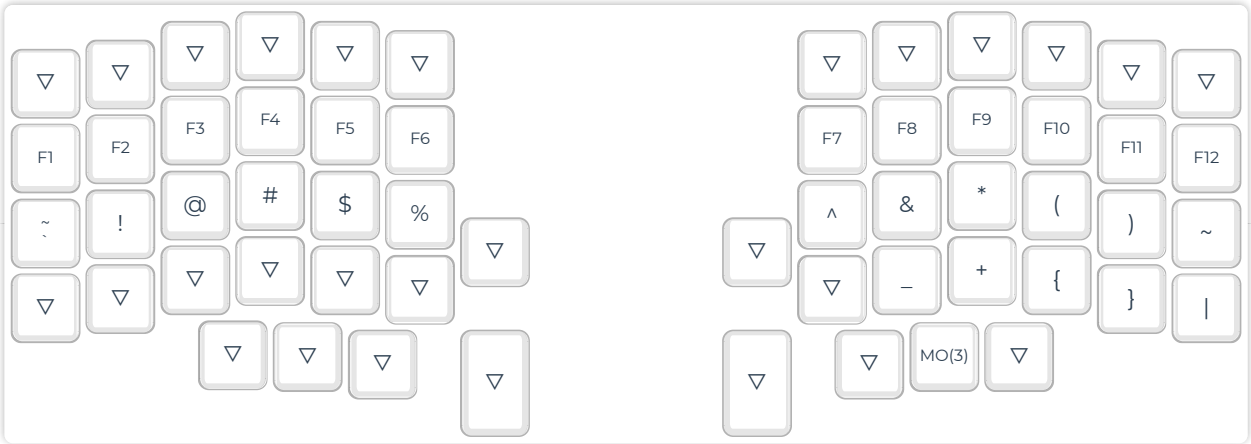 ▽ ▽ ▽ ▽ ▽ ▽ ▽ ▽ ▽ ▽ ▽ ▽
F1 F2 F3 F4 F5 F6 F7 F8 F9 F10 F11 F12
~
` ! @ # $ % ^ & * ( ) ~
▽ ▽ ▽ ▽ ▽ ▽ ▽ ▽ ▽ _ + { } |
▽ ▽ ▽ ▽ ▽ ▽ MO(3) ▽